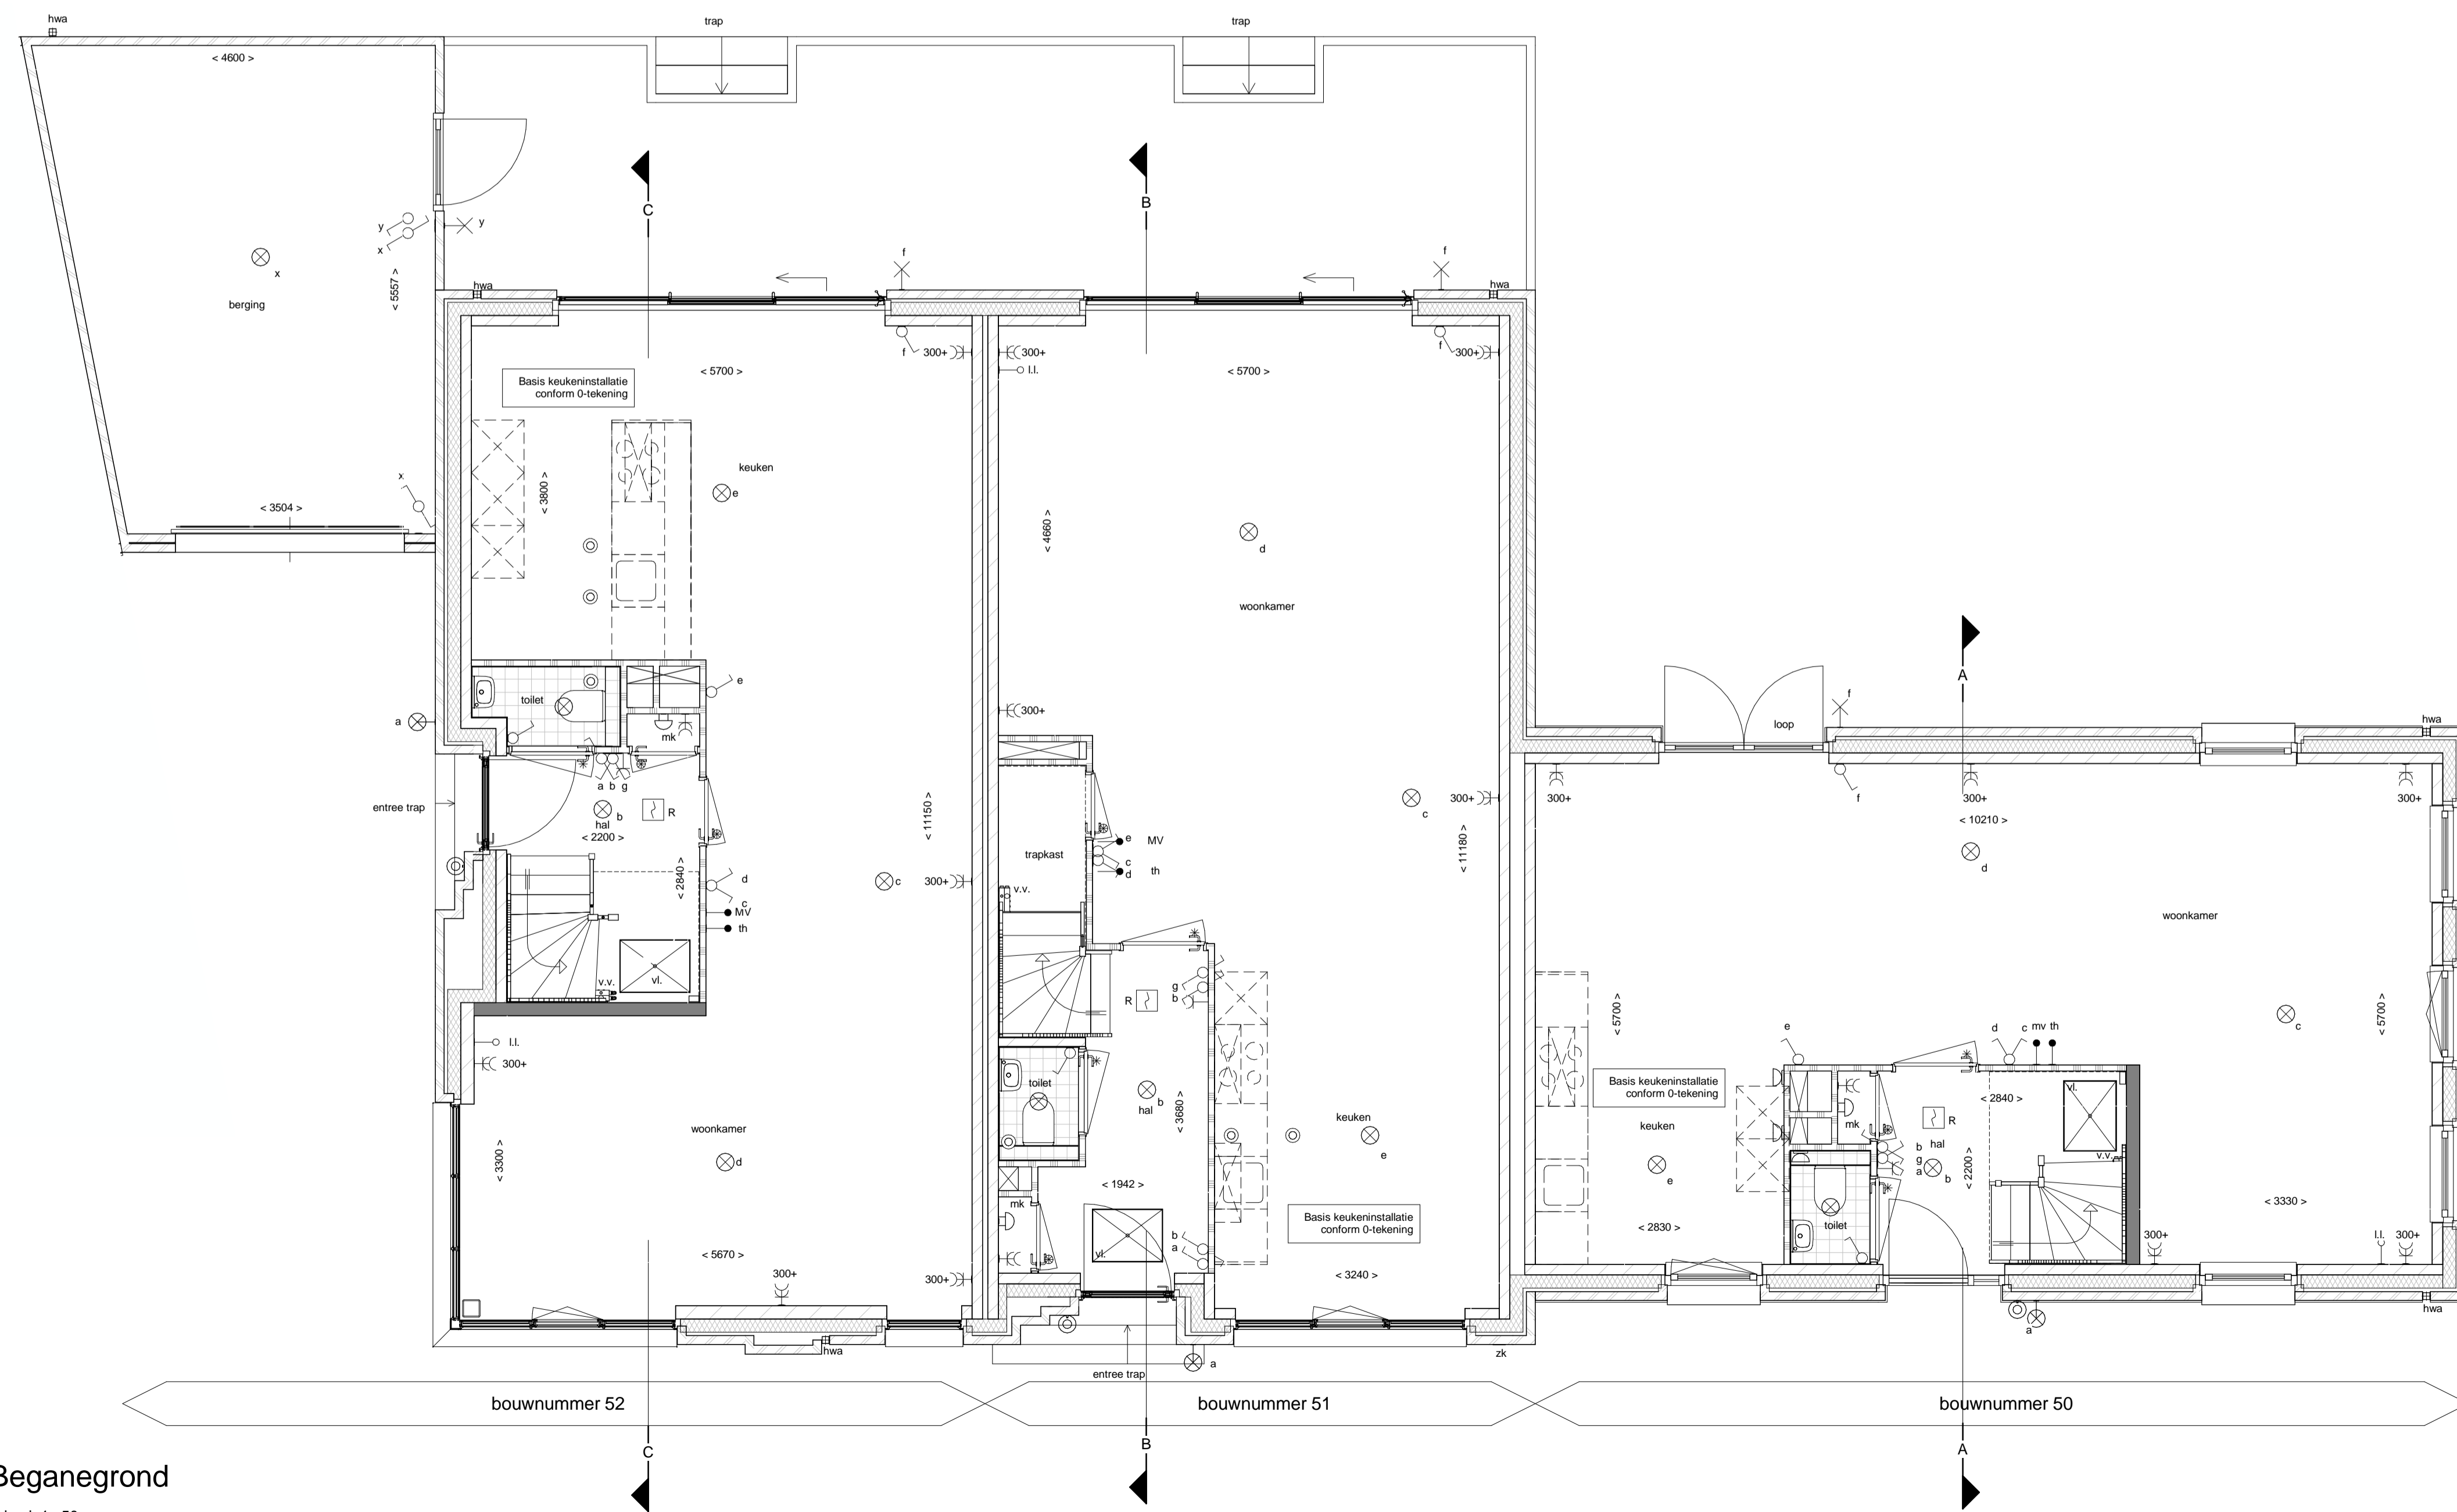 hwa
trap
trap
< 4600 >
C
B
y
x
y
x
berging
< 5557 >
hwa
f
f
hwa
f
300+
300+
l.l.
f
300+
Basis keukeninstallatie
conform 0-tekening
< 5700 >
< 5700 >
keuken
e
< 3800 >
x
< 3504 >
< 4660 >
d
woonkamer
A
toilet
e
a
mk
300+
f
loop
hwa
a b g
entree trap
hal
b
< 2200 >
R
< 2840 >
< 11150 >
c
300+
d
c
MV
th
v.v.
vl.
trapkast
e
MV
c
d
th
v.v.
c
300+
< 11180 >
300+
f
300+
300+
< 10210 >
d
woonkamer
l.l.
300+
g
b
R
< 5700 >
c
< 5700 >
e
d
c
mv
th
toilet
hal
b
< 3680 >
keuken
e
Basis keukeninstallatie
conform 0-tekening
keuken
e
mk
R
hal
b
g
a
b
< 2840 >
vl.
v.v.
< 2200 >
woonkamer
d
< 3300 >
< 1942 >
mk
vl.
b
a
Basis keukeninstallatie
conform 0-tekening
< 2830 >
toilet
< 3330 >
300+
l.l.
300+
< 5670 >
300+
300+
< 3240 >
hwa
a
hwa
zk
a
entree trap
bouwnummer 52
bouwnummer 51
bouwnummer 50
C
B
A
Beganegrond